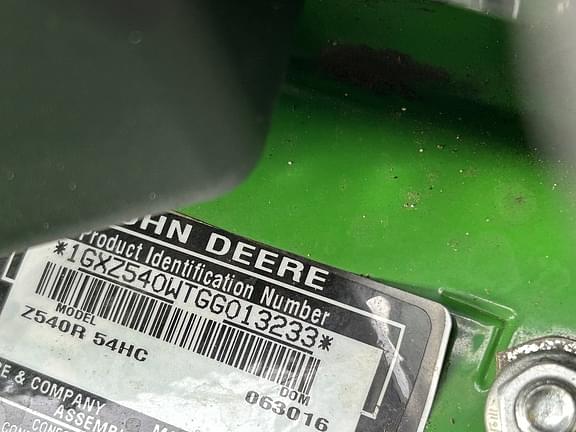 JOHN DEERE
Product Identification Number
*1GXZ540WTGG013233*
MODEL
Z540R 54HC
DOM
063016
& COMPANY